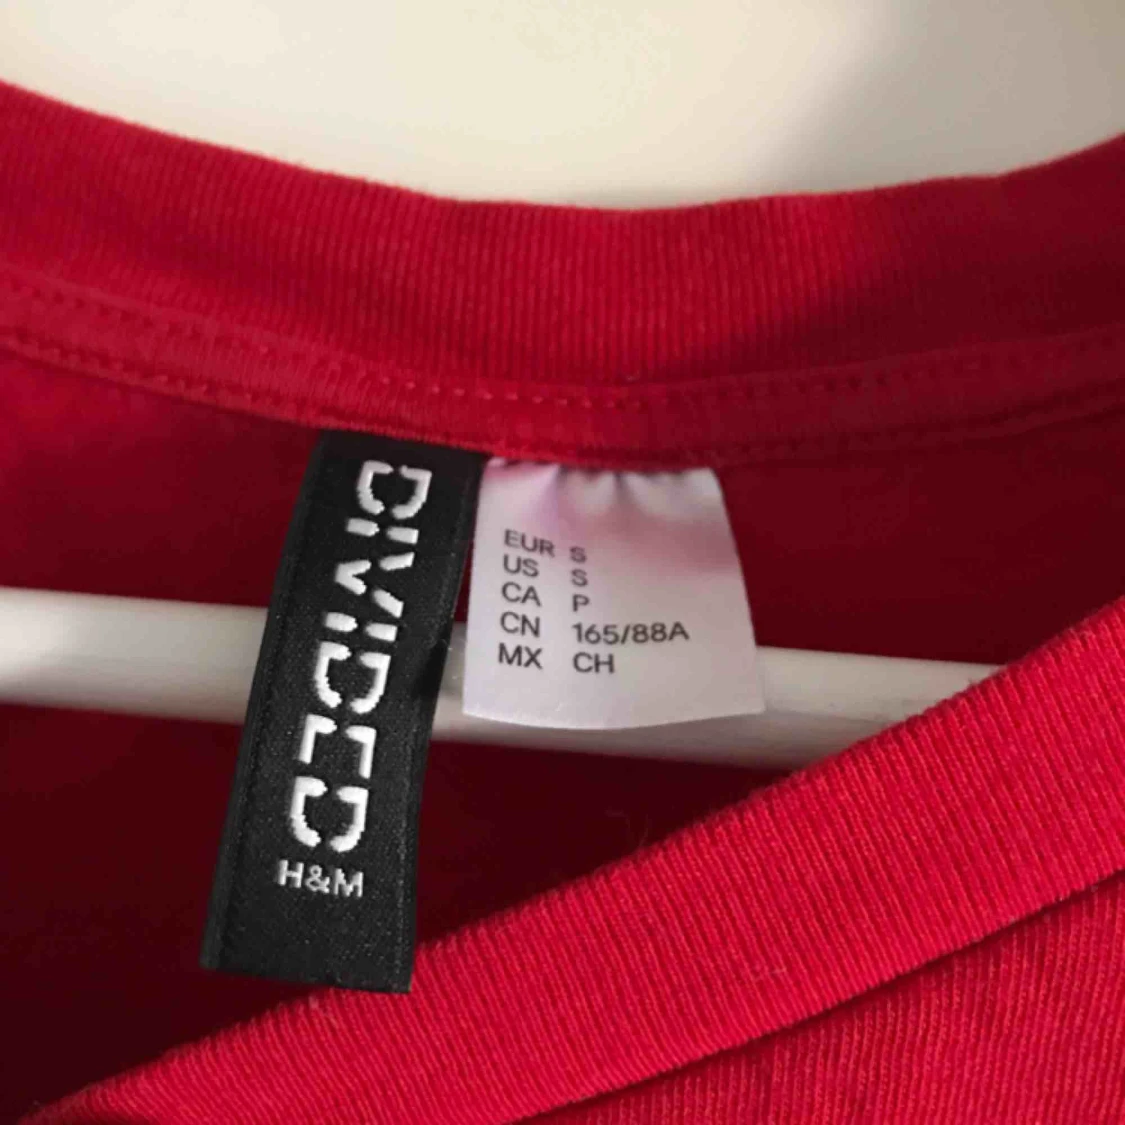 DIVIDED
H&M
EUR S
US S
CA P
CN 165/88A
MX CH